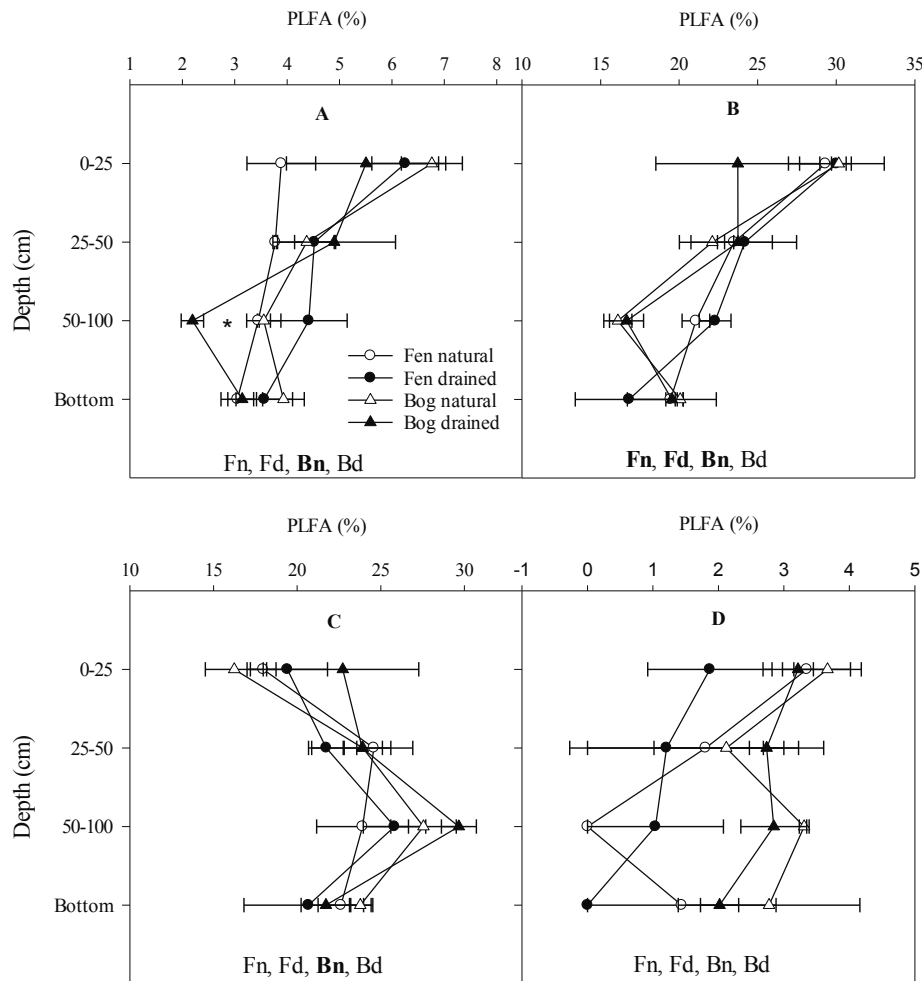 PLFA (%) PLFA (%)
1 2 3 4 5 6 7 8 10 15 20 25 30 35
A B
0-25
25-50
50-100
Bottom
Depth (cm)
*
Fen natural
Fen drained
Bog natural
Bog drained
Fn, Fd, Bn, Bd Fn, Fd, Bn, Bd
PLFA (%) PLFA (%)
10 15 20 25 30 -1 0 1 2 3 4 5
C D
0-25
25-50
50-100
Bottom
Depth (cm)
Fn, Fd, Bn, Bd Fn, Fd, Bn, Bd